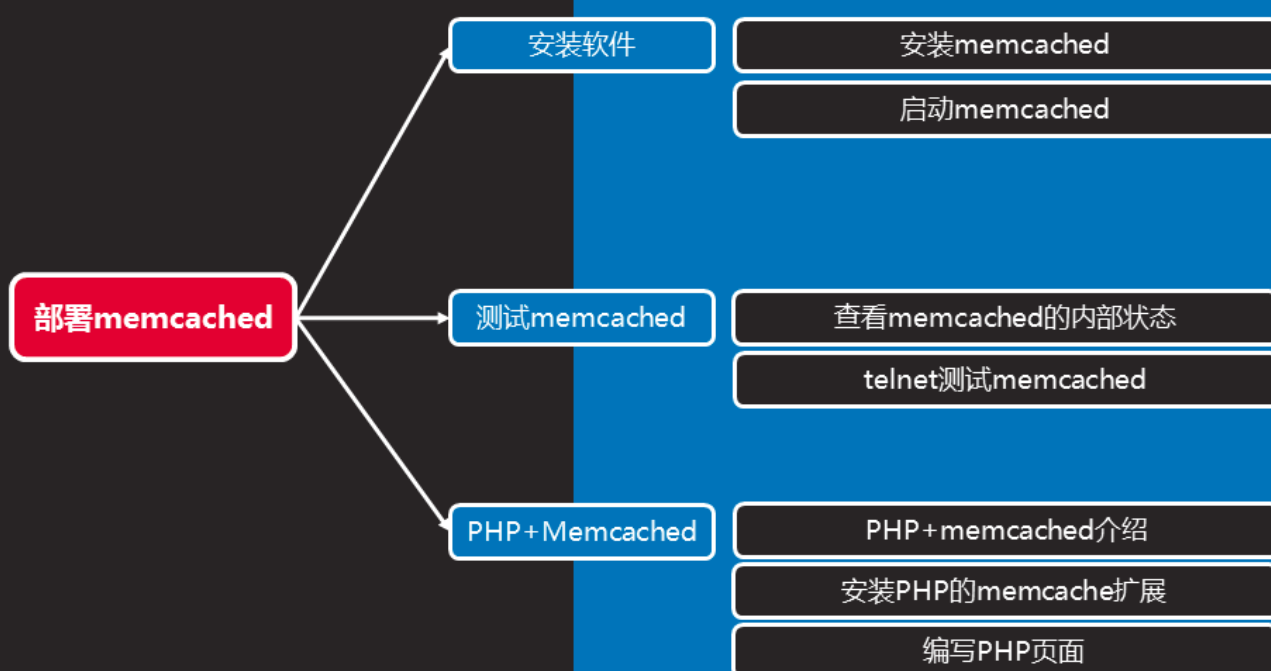 部署memcached
安装软件
安装memcached
启动memcached
测试memcached
查看memcached的内部状态
telnet测试memcached
PHP+Memcached
PHP+memcached介绍
安装PHP的memcache扩展
编写PHP页面